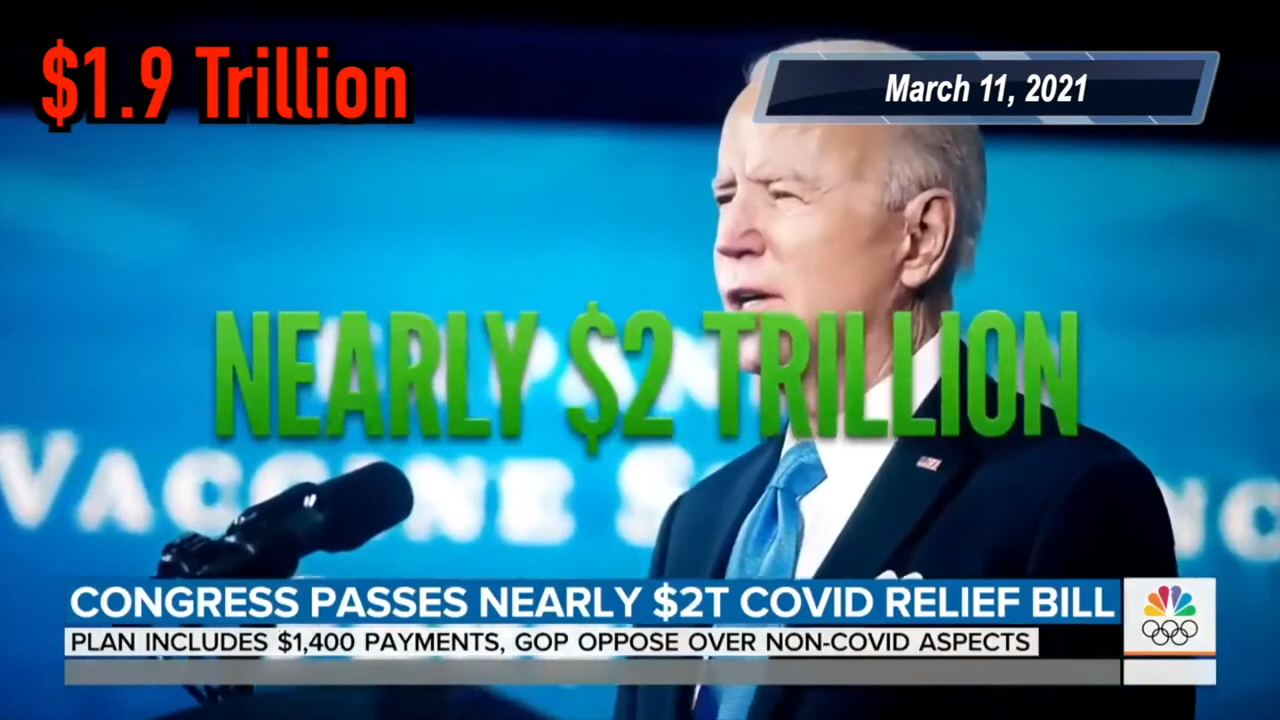 $1.9 Trillion
March 11, 2021
NEARLY $2 TRILLION
VACCINE
CONGRESS PASSES NEARLY $2T COVID RELIEF BILL
PLAN INCLUDES $1,400 PAYMENTS, GOP OPPOSE OVER NON-COVID ASPECTS